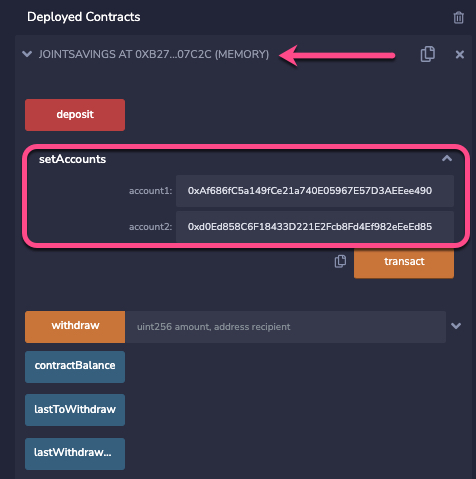 Deployed Contracts
JOINTSAVINGS AT 0XB27...07C2C (MEMORY)
deposit
setAccounts
account1: 0xAf686fC5a149fCe21a740E05967E57D3AEEee490
account2: 0xd0Ed858C6F18433D221E2Fcb8Fd4Ef982eEeEd85
transact
withdraw uint256 amount, address recipient
contractBalance
lastToWithdraw
lastWithdraw...